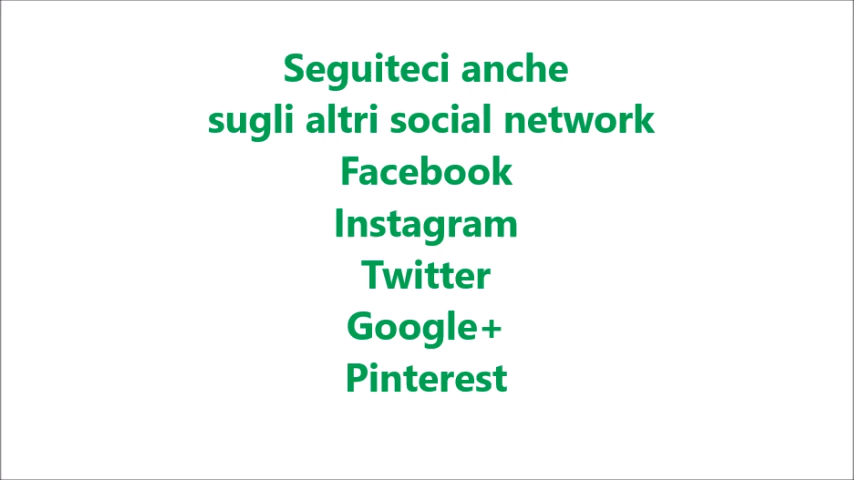 Seguiteci anche
sugli altri social network
Facebook
Instagram
Twitter
Google+
Pinterest